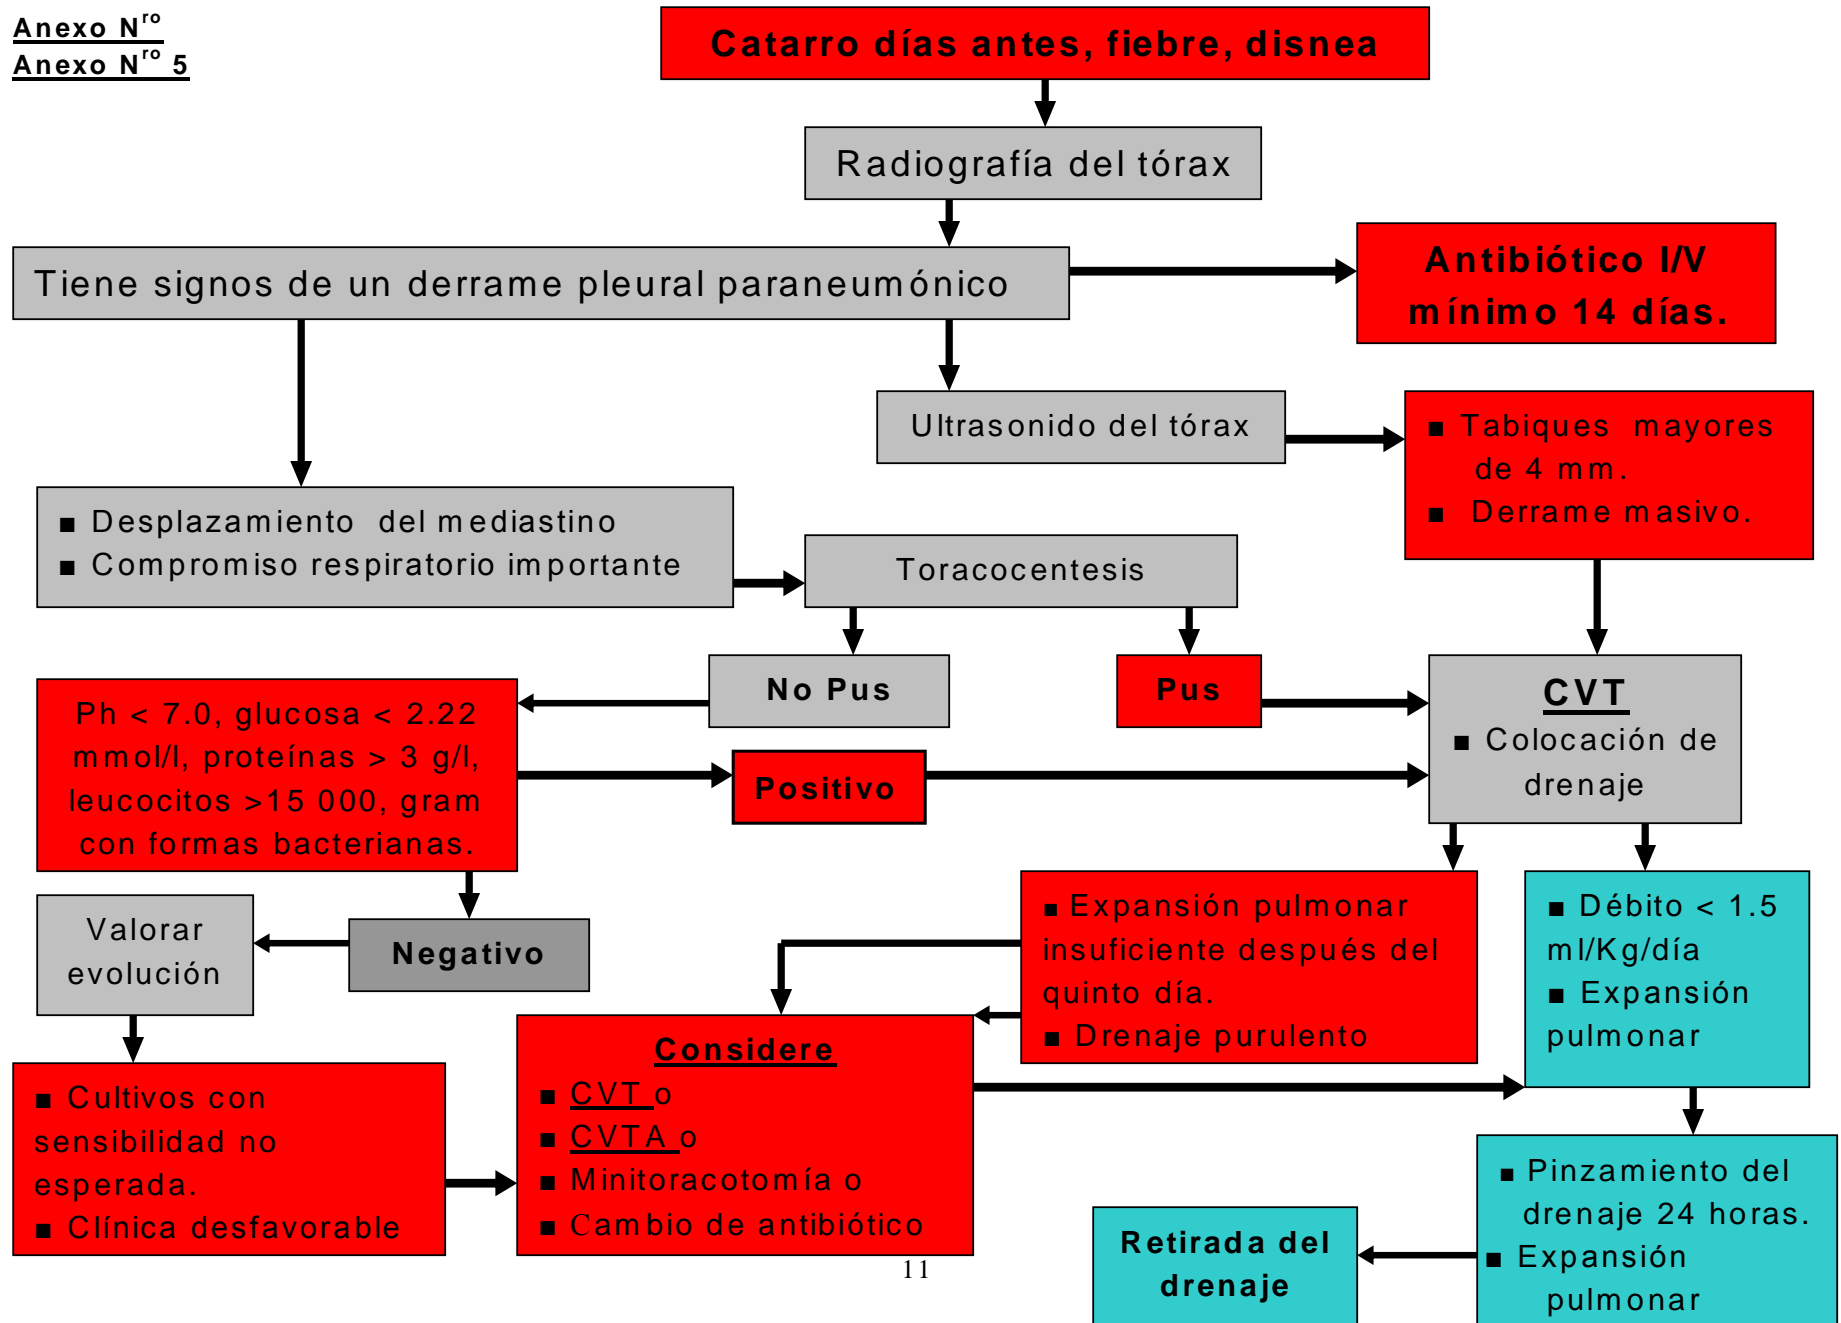 Anexo Nro
Anexo Nro 5
Catarro días antes, fiebre, disnea
Radiografía del tórax
Tiene signos de un derrame pleural paraneumónico
Antibiótico I/V
mínimo 14 días.
Ultrasonido del tórax
■ Tabiques mayores
de 4 mm.
■ Derrame masivo.
■ Desplazamiento del mediastino
■ Compromiso respiratorio importante
Toracocentesis
No Pus
Pus
CVT
■ Colocación de
drenaje
Ph < 7.0, glucosa < 2.22
mmol/l, proteínas > 3 g/l,
leucocitos >15 000, gram
con formas bacterianas.
Positivo
Valorar
evolución
Negativo
■ Expansión pulmonar
insuficiente después del
quinto día.
■ Drenaje purulento
■ Débito < 1.5
ml/Kg/día
■ Expansión
pulmonar
■ Cultivos con
sensibilidad no
esperada.
■ Clínica desfavorable
Considere
■ CVT o
■ CVTA o
■ Minitoracotomía o
■ Cambio de antibiótico
■ Pinzamiento del
drenaje 24 horas.
■ Expansión
pulmonar
Retirada del
drenaje
11